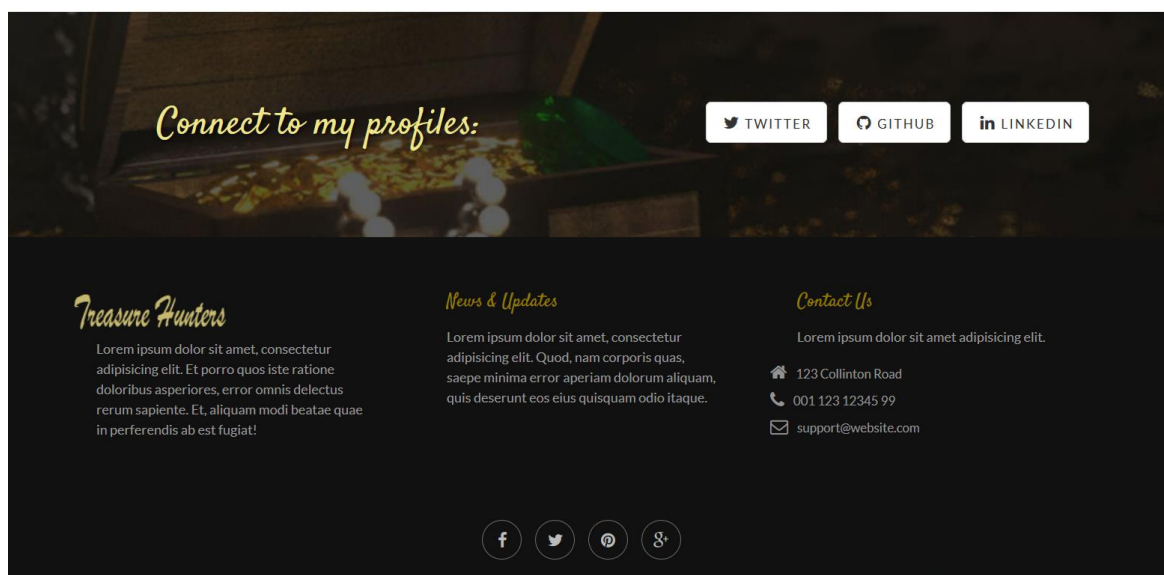 Connect to my profiles:
TWITTER
GITHUB
in LINKEDIN
Treasure Hunters
Lorem ipsum dolor sit amet, consectetur
adipisicing elit. Et porro quos iste ratione
doloribus asperiores, error omnis delectus
rerum sapiente. Et, aliquam modi beatae quae
in perferendis ab est fugiat!
News & Updates
Lorem ipsum dolor sit amet, consectetur
adipisicing elit. Quod, nam corporis quas,
saepe minima error aperiam dolorum aliquam,
quis deserunt eos eius quisquam odio itaque.
Contact Us
Lorem ipsum dolor sit amet adipisicing elit.
123 Collinton Road
001 123 12345 99
support@website.com
f
g+